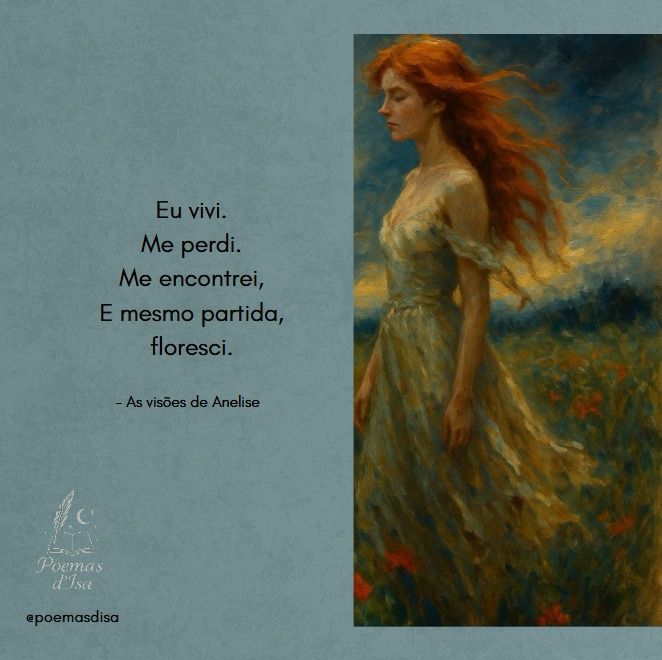 Eu vivi.
Me perdi.
Me encontrei,
E mesmo partida,
floresci.
- As visões de Anelise
Poemas
d'Isa
@poemasdisa